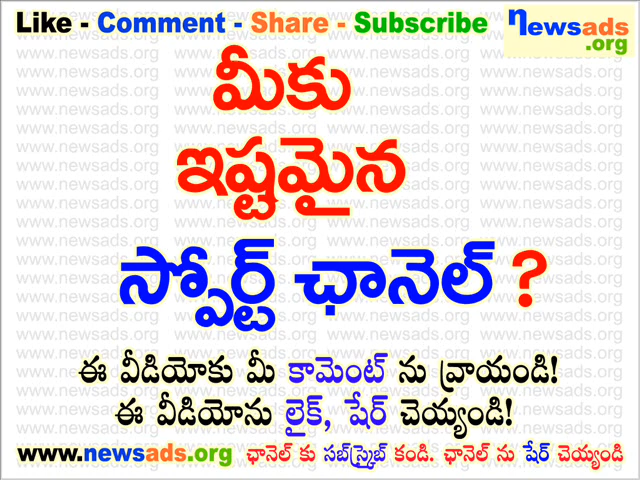 Like - Comment - Share - Subscribe
newsads
.org
మీకు
ఇష్టమైన
స్పోర్ట్ ఛానెల్ ?
ఈ వీడియోకు మీ కామెంట్ ను వ్రాయండి!
ఈ వీడియోను లైక్, షేర్ చెయ్యండి!
www.newsads.org ఛానెల్ కు సబ్‌స్క్రైబ్ కండి. ఛానెల్ ను షేర్ చెయ్యండి